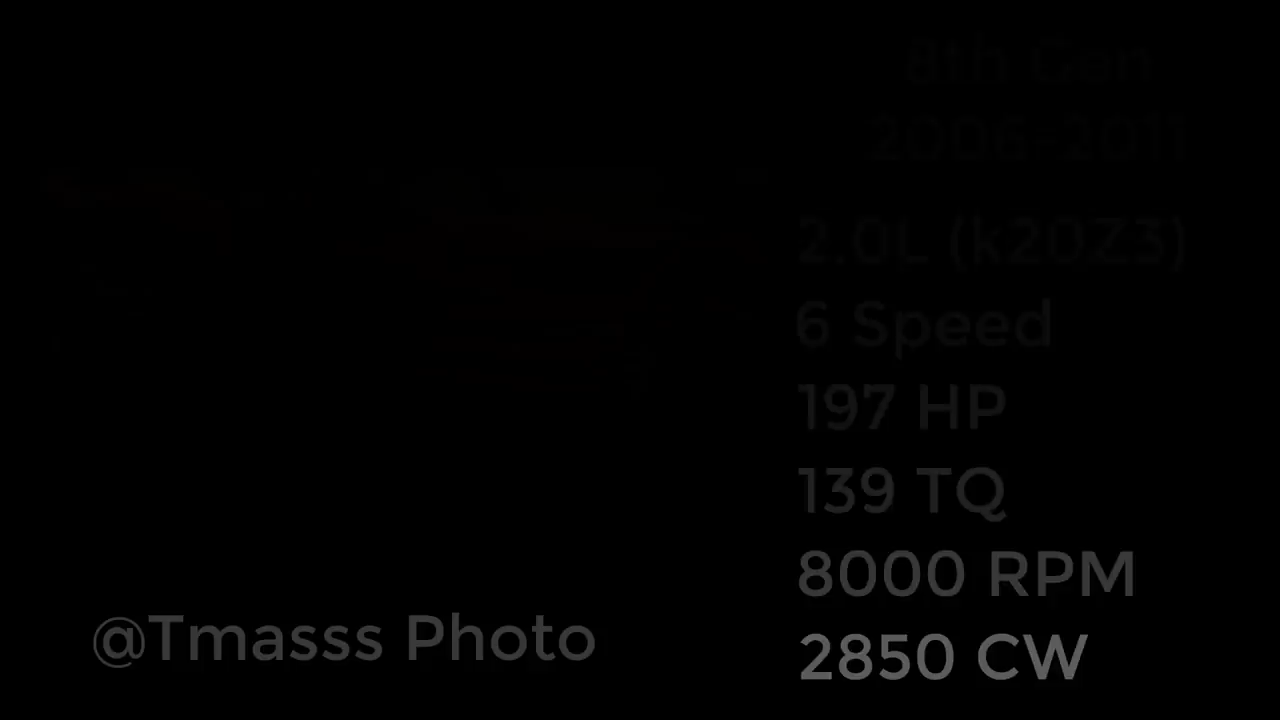 8th Gen
2006-2011
2.0L (k20Z3)
6 Speed
197 HP
139 TQ
8000 RPM
2850 CW
@Tmasss Photo